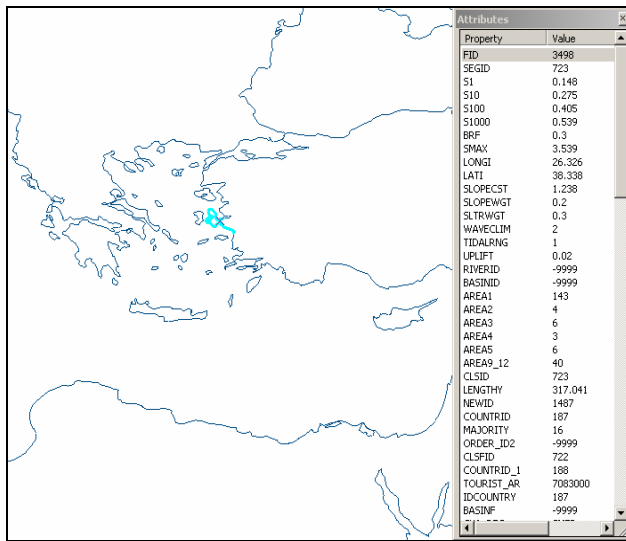 Attributes
Property Value
FID 3498
SEGID 723
S1 0.148
S10 0.275
S100 0.405
S1000 0.539
BRF 0.3
SMAX 3.539
LONGI 26.326
LATI 38.338
SLOPECST 1.238
SLOPEWGT 0.2
SLTRWGT 0.3
WAVECLIM 2
TIDALRNG 1
UPLIFT 0.02
RIVERID -9999
BASINID -9999
AREA1 143
AREA2 4
AREA3 6
AREA4 3
AREA5 6
AREA9_12 40
CLSID 723
LENGTHY 317.041
NEWID 1487
COUNTRID 187
MAJORITY 16
ORDER_ID2 -9999
CLSFID 722
COUNTRID_1 188
TOURIST_AR 7083000
IDCOUNTRY 187
BASINF -9999